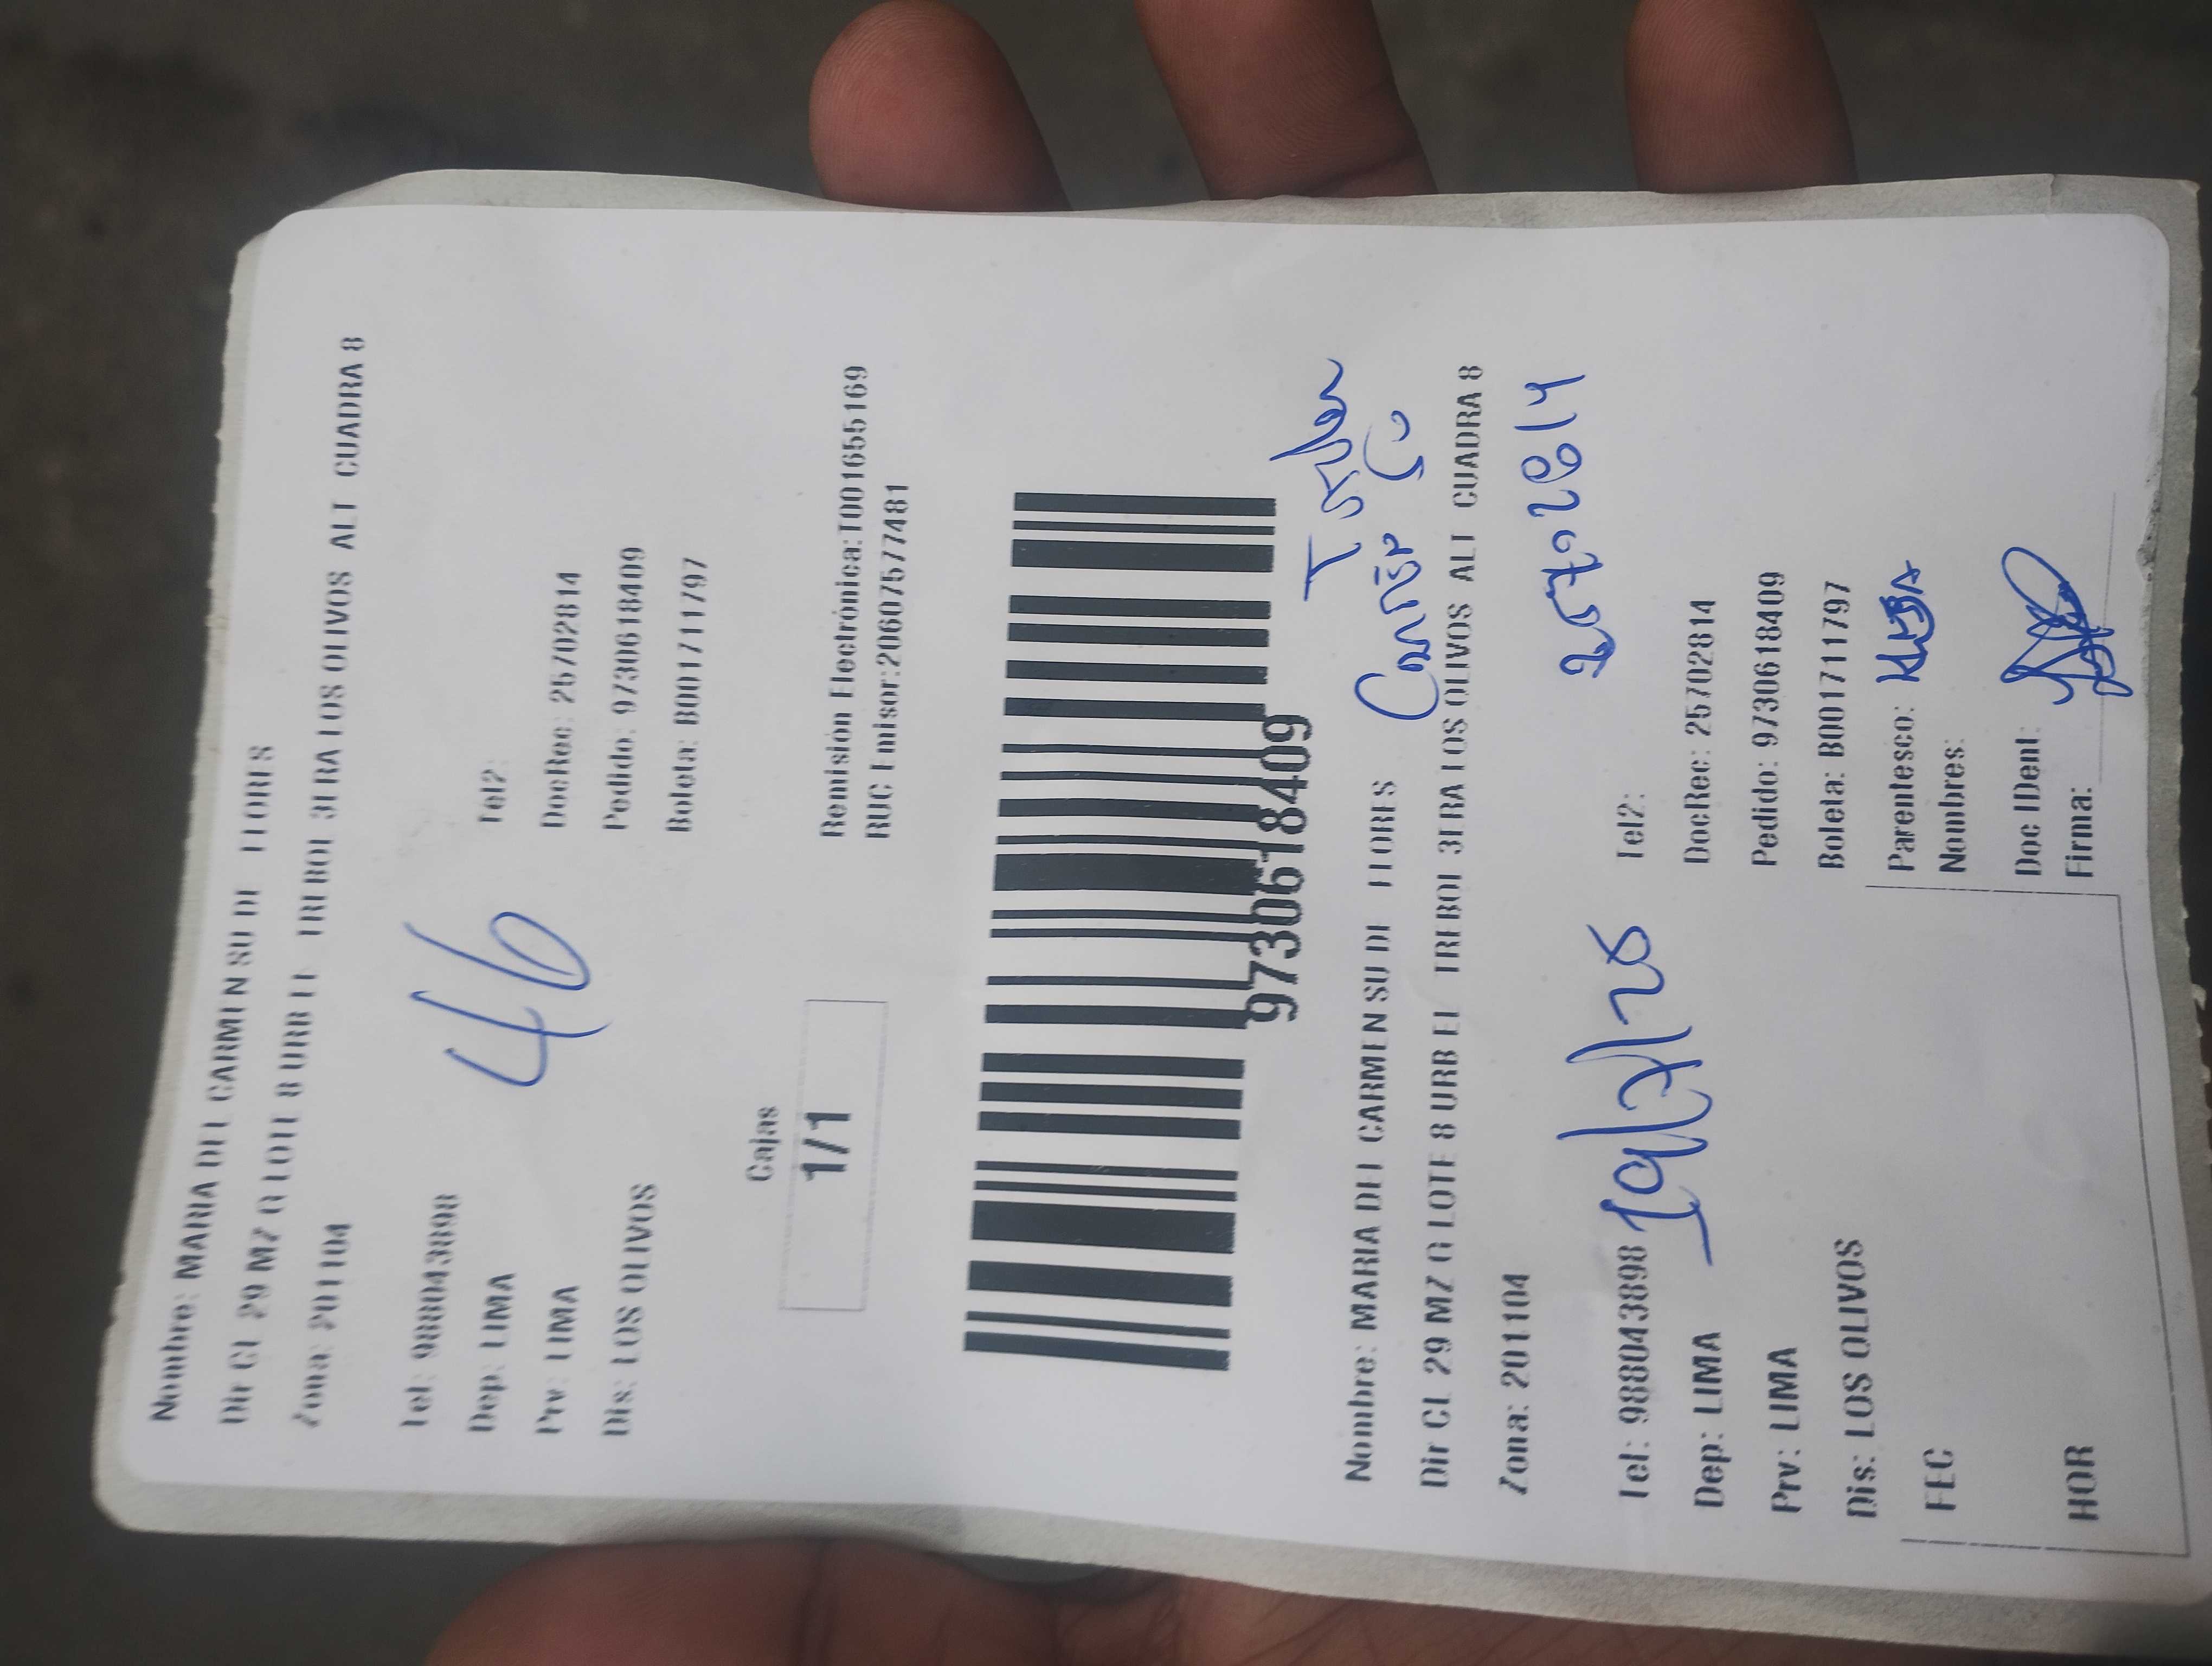 Nombre: MARIA DEL CARMEN SU DE FLORES
Dir CL 29 MZ Q LOTE 8 URB EL TREBOL 3ERA LOS OLIVOS ALT CUADRA 8
Zona: 201104
46
Tel: 988043898
Tel2:
Dep: LIMA
DocRec: 25702814
Prv: LIMA
Pedido: 9730618409
Dis: LOS OLIVOS
Boleta: B001711797
Cajas
1/1
Remisión Electrónica:T001655169
RUC Emisor:20607577481
9730618409
Nombre: MARIA DEL CARMEN SU DE FLORES
Dir CL 29 MZ Q LOTE 8 URB EL TREBOL 3ERA LOS OLIVOS ALT CUADRA 8
Zona: 201104
25702814
Tel: 988043898
Tel2:
Dep: LIMA
DocRec: 25702814
Prv: LIMA
Pedido: 9730618409
Dis: LOS OLIVOS
Boleta: B001711797
FEC
Parentesco:
Nombres:
HOR
Doc IDent:
Firma: